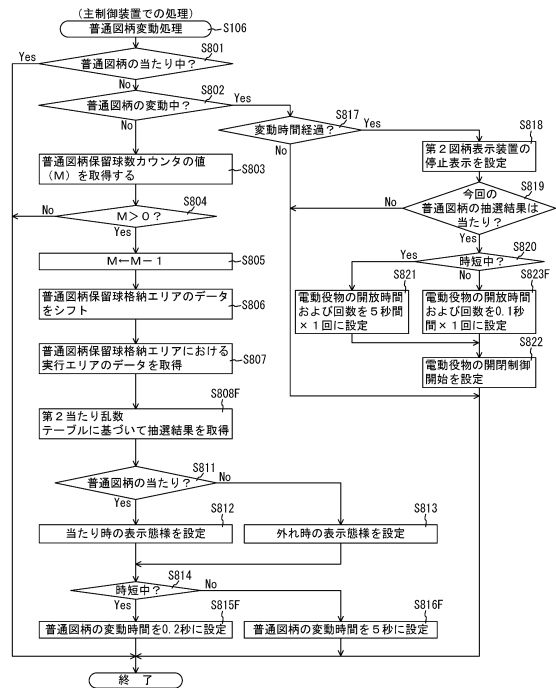 (主制御装置での処理)
普通図柄変動処理
S106
S801
普通図柄の当たり中?
Yes
No
S802
普通図柄の変動中?
Yes
No
S803
普通図柄保留球数カウンタの値
(M)を取得する
S804
M>0?
No
Yes
S805
M←M-1
S806
普通図柄保留球格納エリアのデータ
をシフト
S807
普通図柄保留球格納エリアにおける
実行エリアのデータを取得
S808F
第2当たり乱数
テーブルに基づいて抽選結果を取得
S811
普通図柄の当たり?
No
Yes
S812
当たり時の表示態様を設定
S813
外れ時の表示態様を設定
S814
時短中?
No
Yes
S815F
普通図柄の変動時間を0.2秒に設定
S816F
普通図柄の変動時間を5秒に設定
終 了
S817
変動時間経過?
Yes
No
S818
第2図柄表示装置の
停止表示を設定
S819
今回の
普通図柄の抽選結果は
当たり?
No
Yes
S820
時短中?
Yes
No
S821
電動役物の開放時間
および回数を5秒間
×1回に設定
S823F
電動役物の開放時間
および回数を0.1秒
間×1回に設定
S822
電動役物の開閉制御
開始を設定